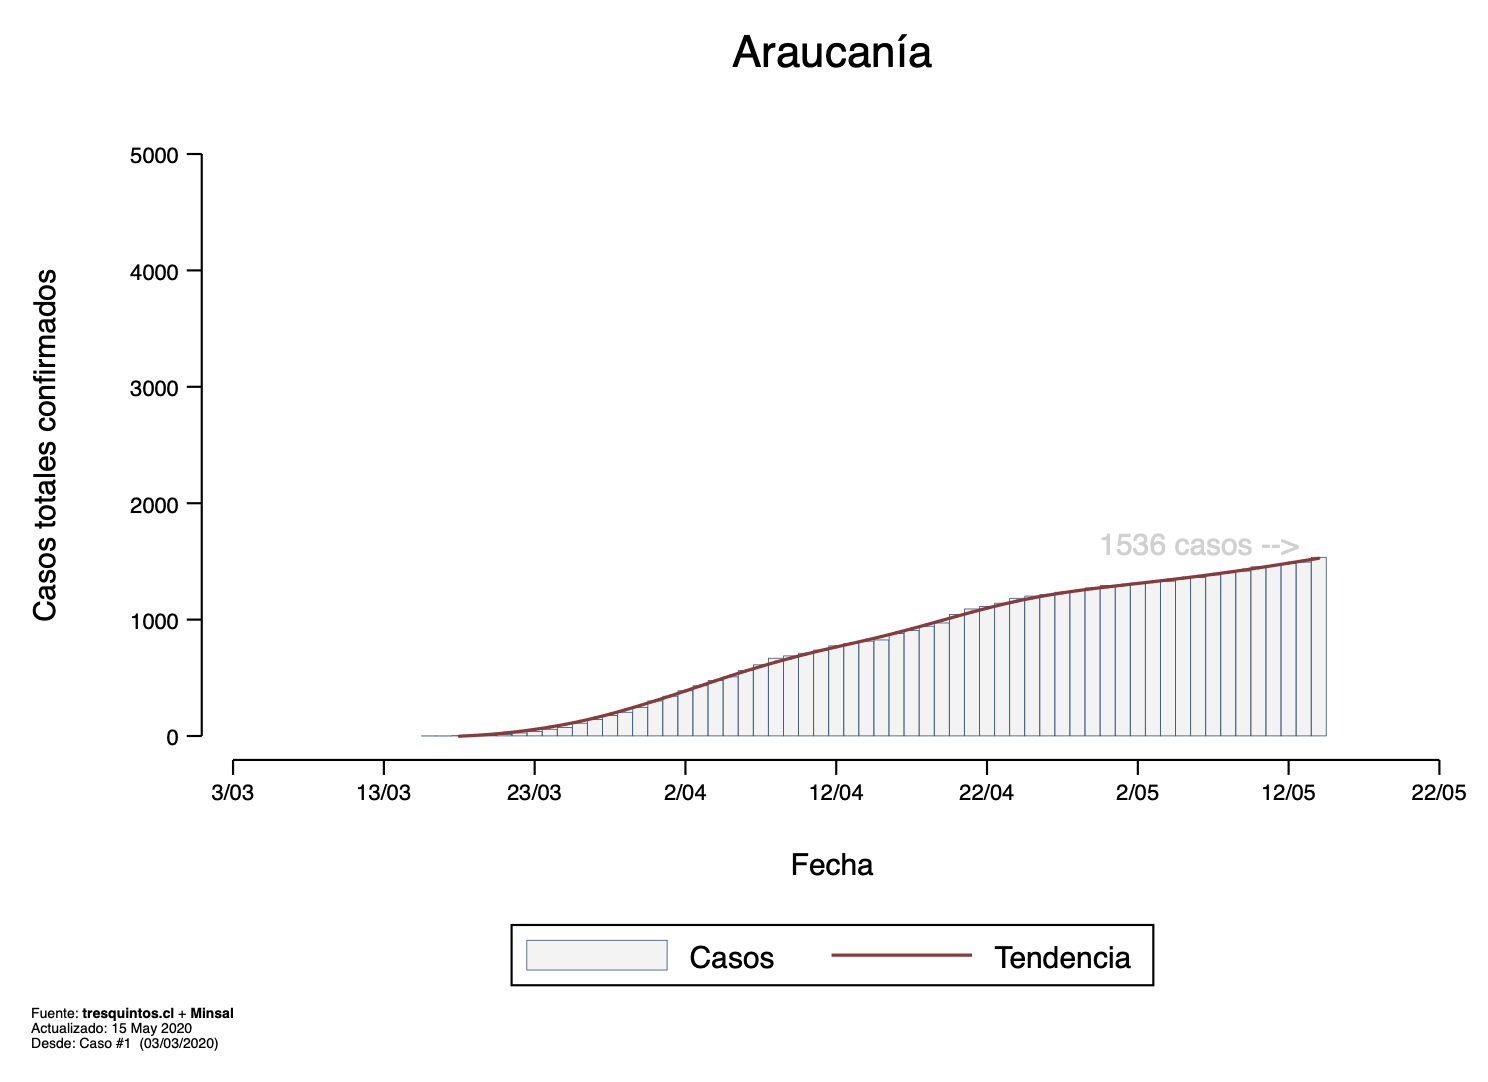 Araucanía
Casos totales confirmados
5000
4000
3000
2000
1000
0
1536 casos -->
3/03 13/03 23/03 2/04 12/04 22/04 2/05 12/05 22/05
Fecha
Casos Tendencia
Fuente: tresquintos.cl + Minsal
Actualizado: 15 May 2020
Desde: Caso #1 (03/03/2020)